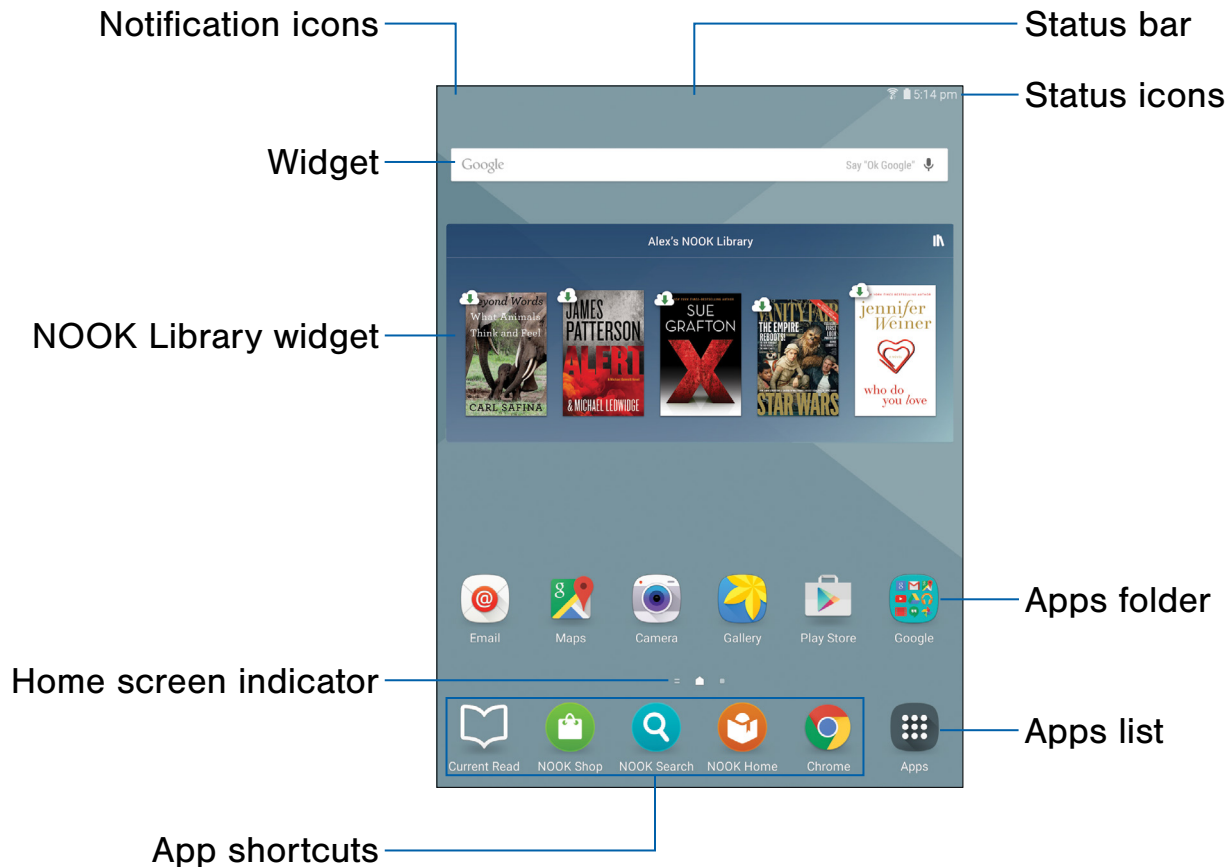 Notification icons
Status bar
5:14 pm
Status icons
Widget
Google
Say "Ok Google"
Alex's NOOK Library
NOOK Library widget
Beyond Words
What Animals
Think and Feel
CARL SAFINA
JAMES
PATTERSON
ALERT
& MICHAEL LEDWIDGE
SUE
GRAFTON
X
VANITY FAIR
THE EMPIRE
REBOOTS!
STAR WARS
jennifer
Weiner
who do
you love
Email
Maps
Camera
Gallery
Play Store
Google
Apps folder
Home screen indicator
Current Read
NOOK Shop
NOOK Search
NOOK Home
Chrome
Apps
Apps list
App shortcuts